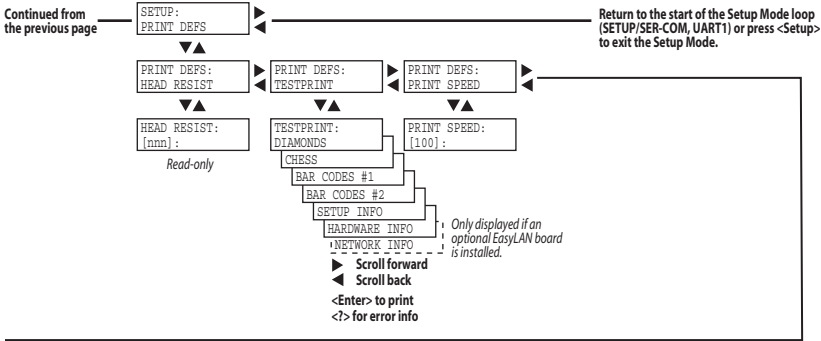 Continued from
the previous page
SETUP:
PRINT DEFS
Return to the start of the Setup Mode loop
(SETUP/SER-COM, UART1) or press <Setup>
to exit the Setup Mode.
PRINT DEFS:
HEAD RESIST
PRINT DEFS:
TESTPRINT
PRINT DEFS:
PRINT SPEED
HEAD RESIST:
[nnn]:
Read-only
TESTPRINT:
DIAMONDS
CHESS
BAR CODES #1
BAR CODES #2
SETUP INFO
HARDWARE INFO
NETWORK INFO
PRINT SPEED:
[100]:
Only displayed if an
optional EasyLAN board
is installed.
Scroll forward
Scroll back
<Enter> to print
<?> for error info